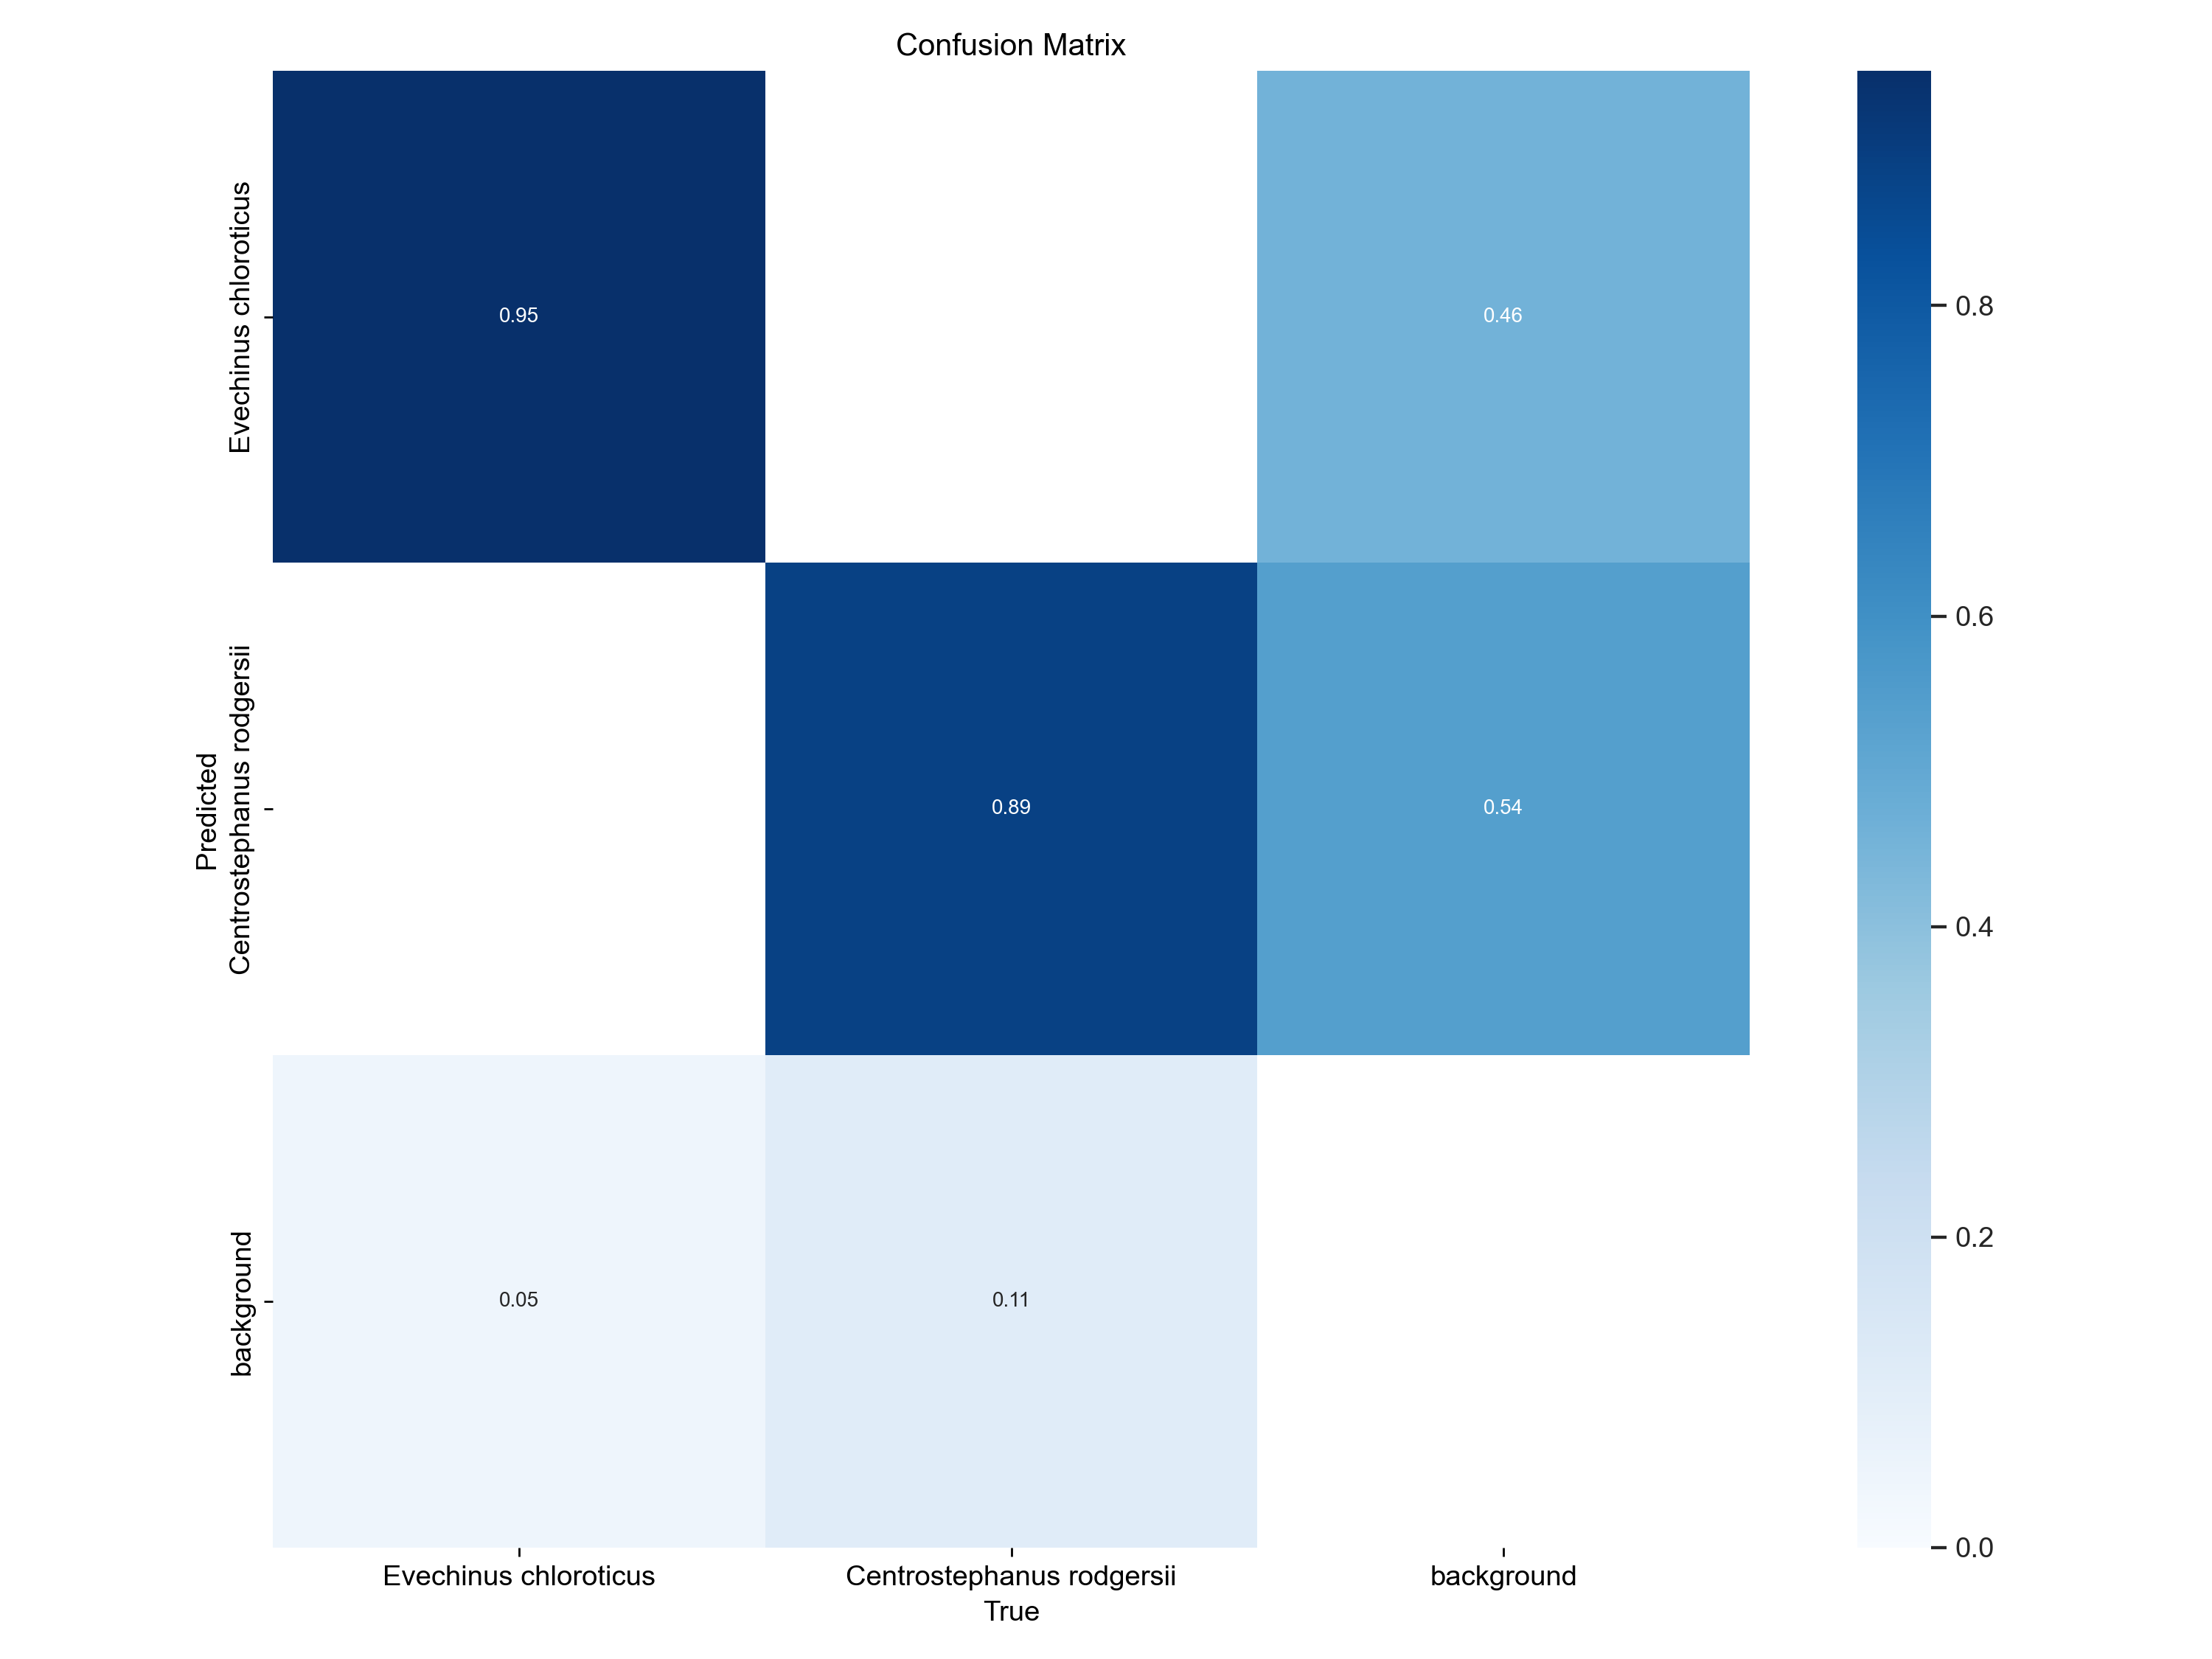 Confusion Matrix
Predicted
Evechinus chloroticus
Centrostephanus rodgersii
background
0.95
0.46
0.89
0.54
0.05
0.11
Evechinus chloroticus
Centrostephanus rodgersii
background
True
0.8
0.6
0.4
0.2
0.0